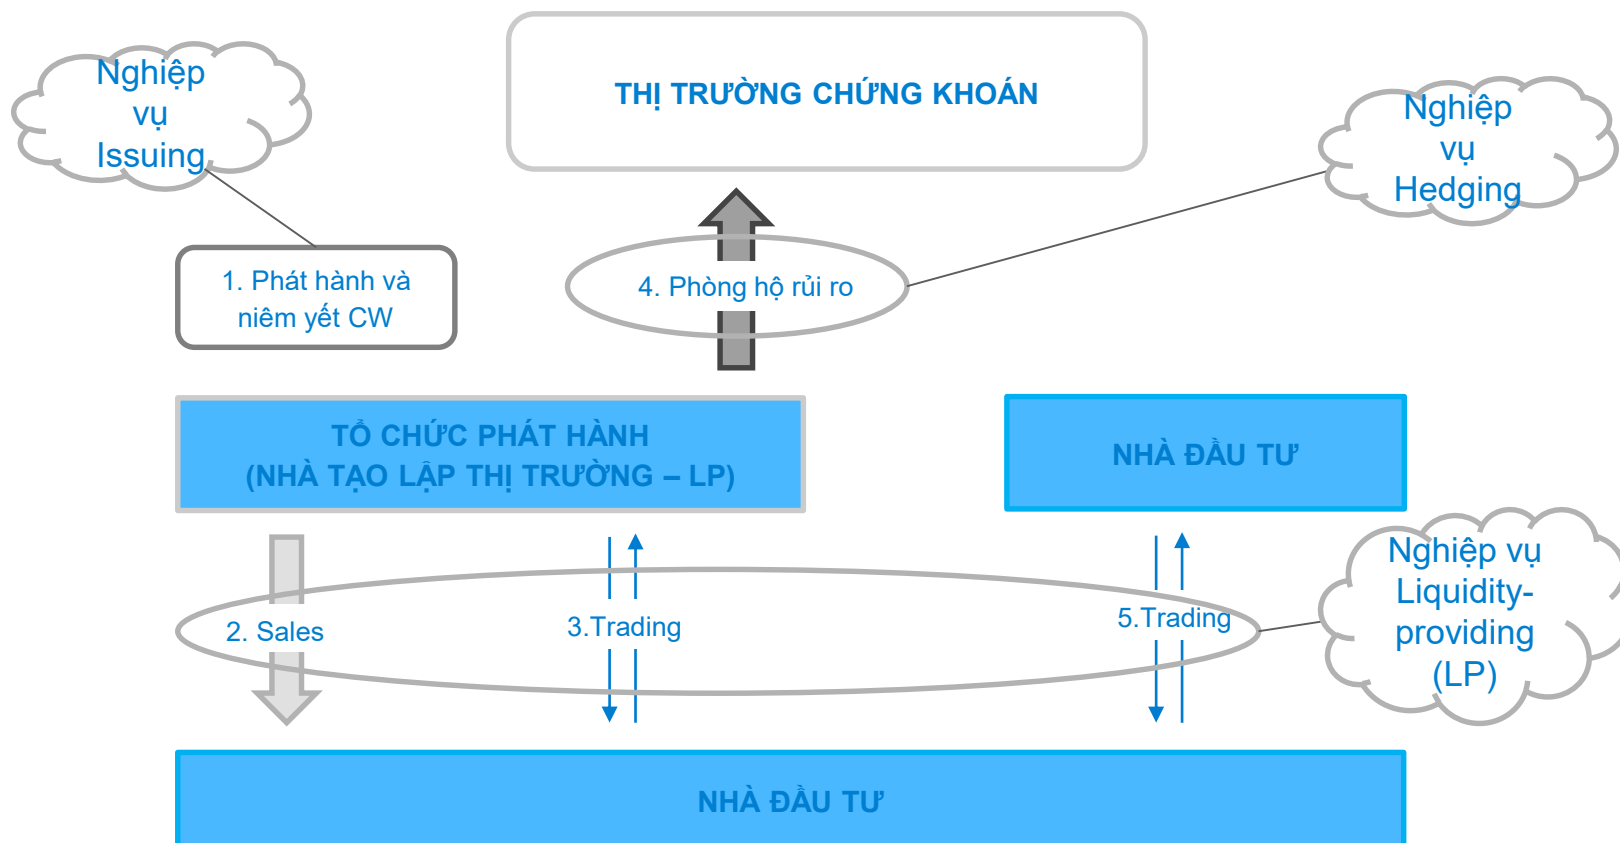 Nghiệp
vụ
Issuing
THỊ TRƯỜNG CHỨNG KHOÁN
Nghiệp
vụ
Hedging
1. Phát hành và
niêm yết CW
4. Phòng hộ rủi ro
TỔ CHỨC PHÁT HÀNH
(NHÀ TẠO LẬP THỊ TRƯỜNG – LP)
NHÀ ĐẦU TƯ
2. Sales
3.Trading
5.Trading
Nghiệp vụ
Liquidity-
providing
(LP)
NHÀ ĐẦU TƯ